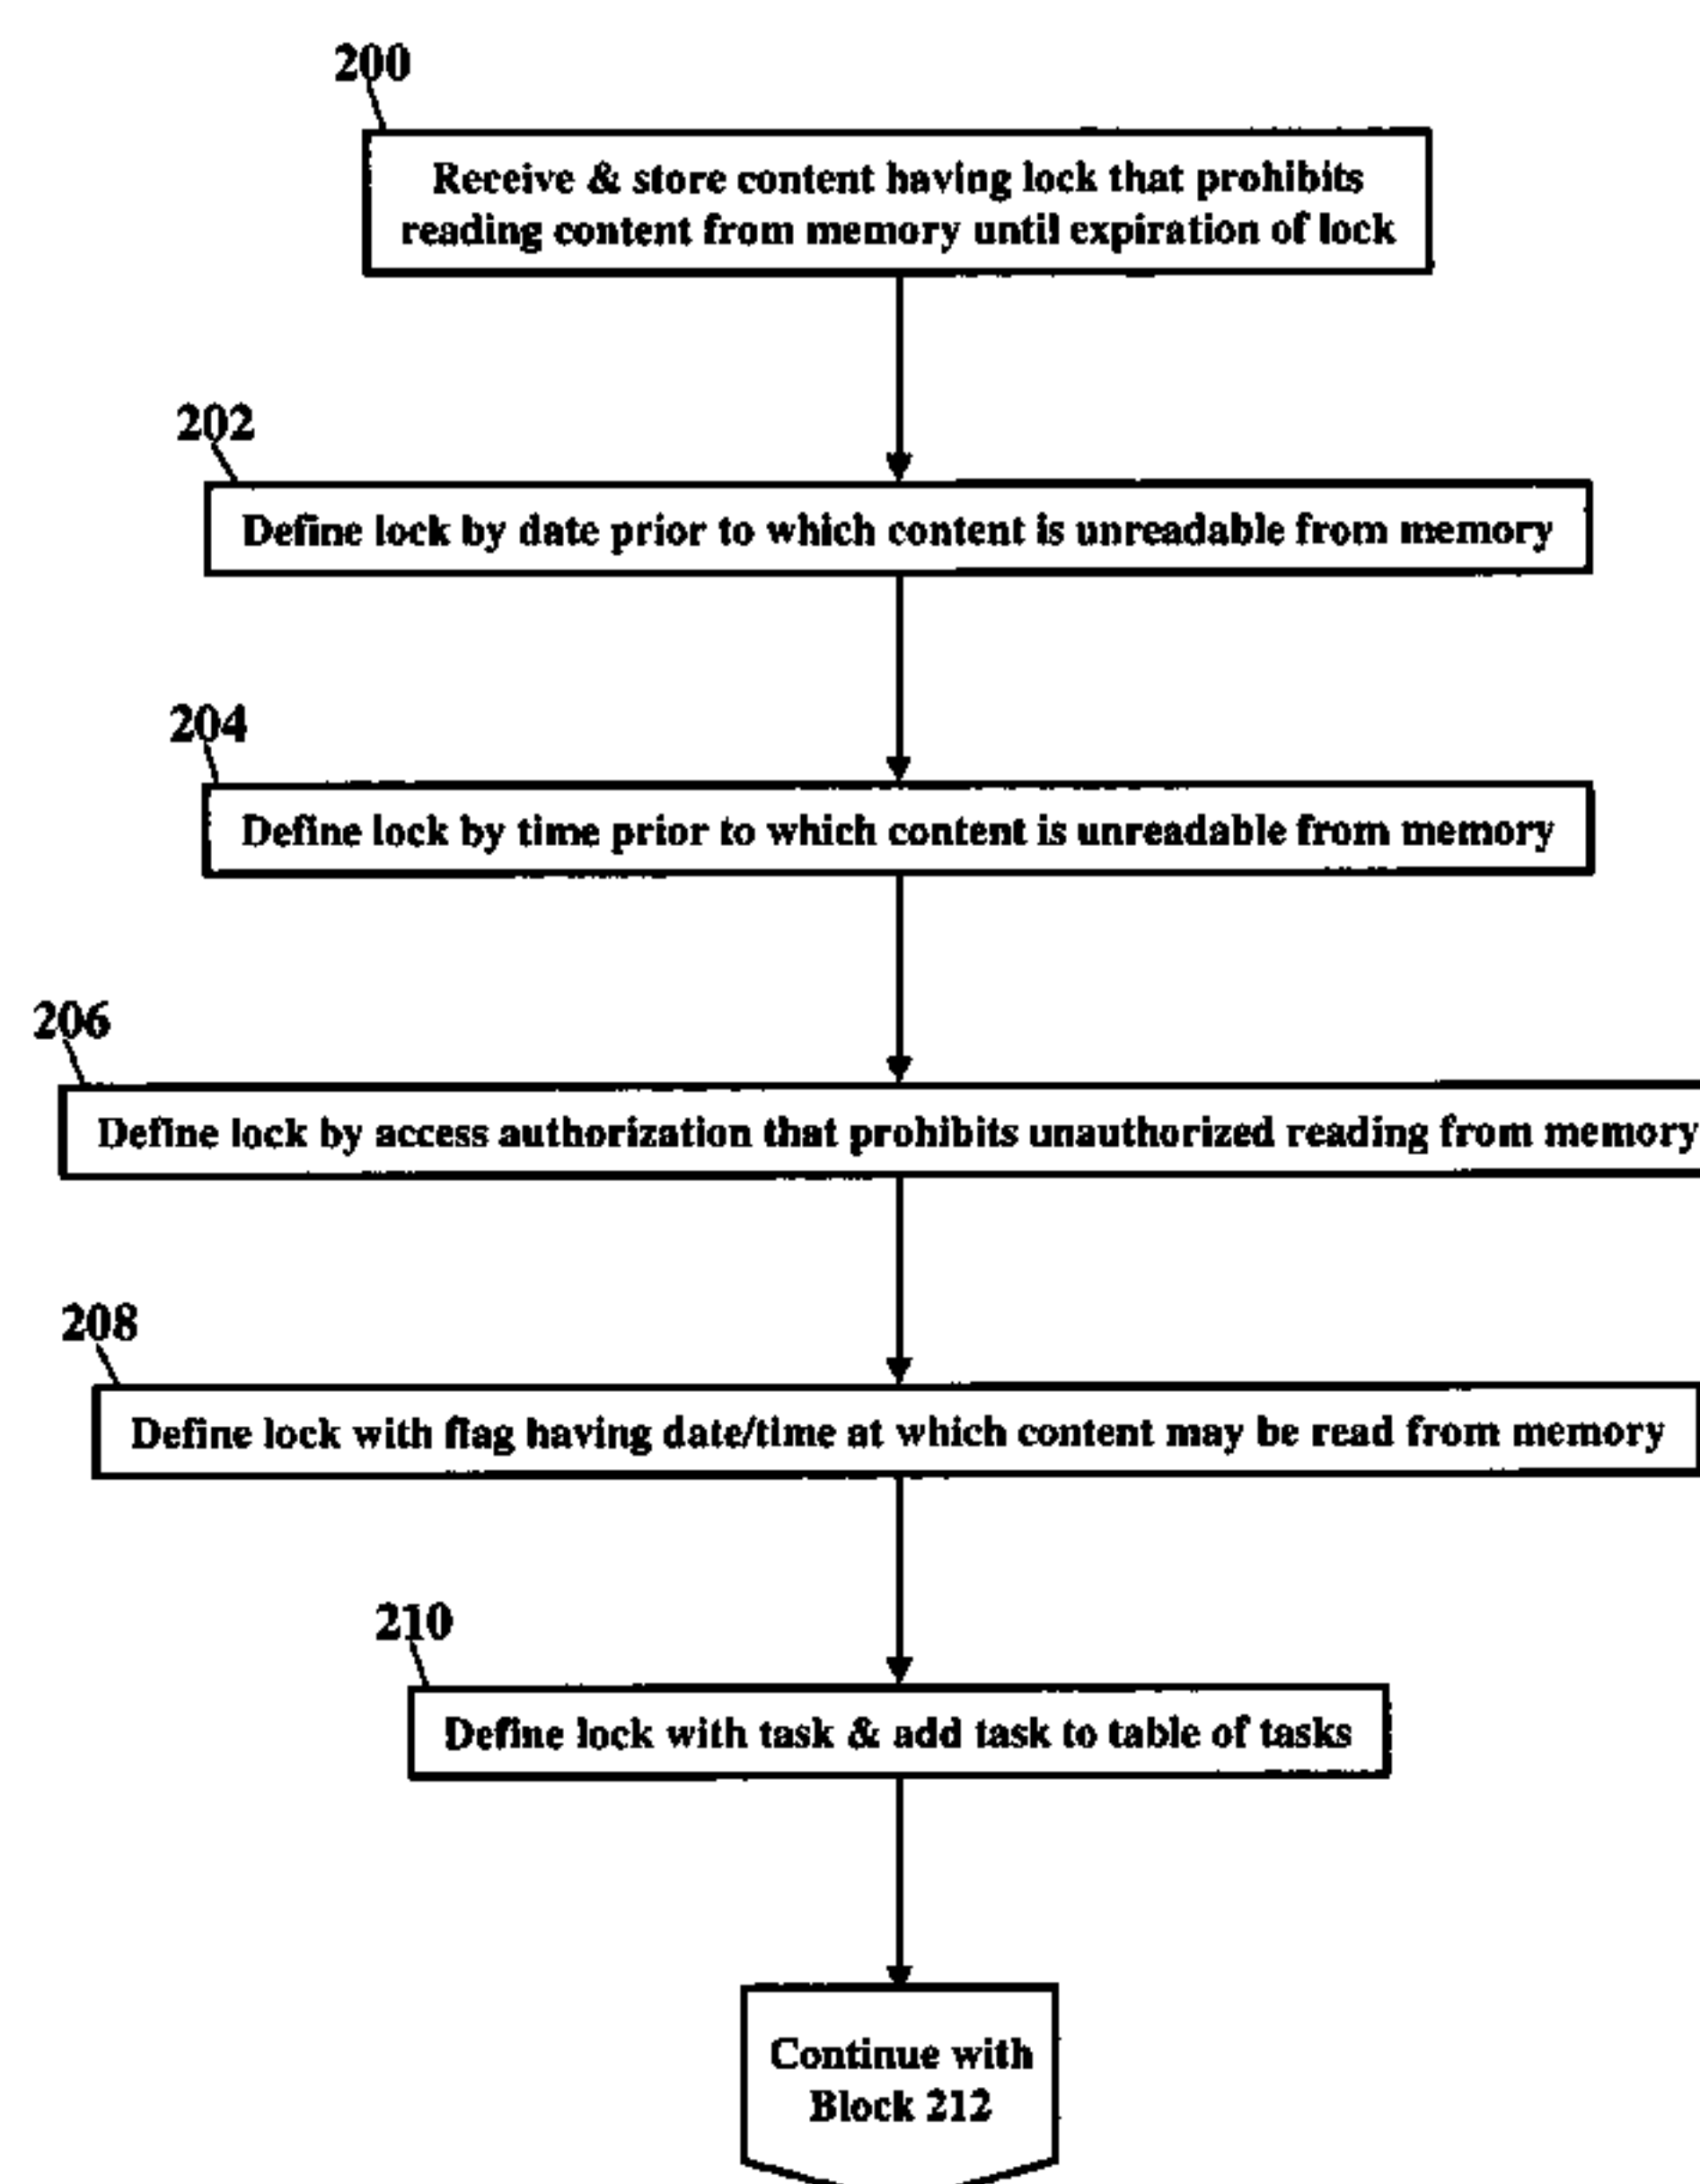 200
Receive & store content having lock that prohibits
reading content from memory until expiration of lock
202
Define lock by date prior to which content is unreadable from memory
204
Define lock by time prior to which content is unreadable from memory
206
Define lock by access authorization that prohibits unauthorized reading from memory
208
Define lock with flag having date/time at which content may be read from memory
210
Define lock with task & add task to table of tasks
Continue with
Block 212